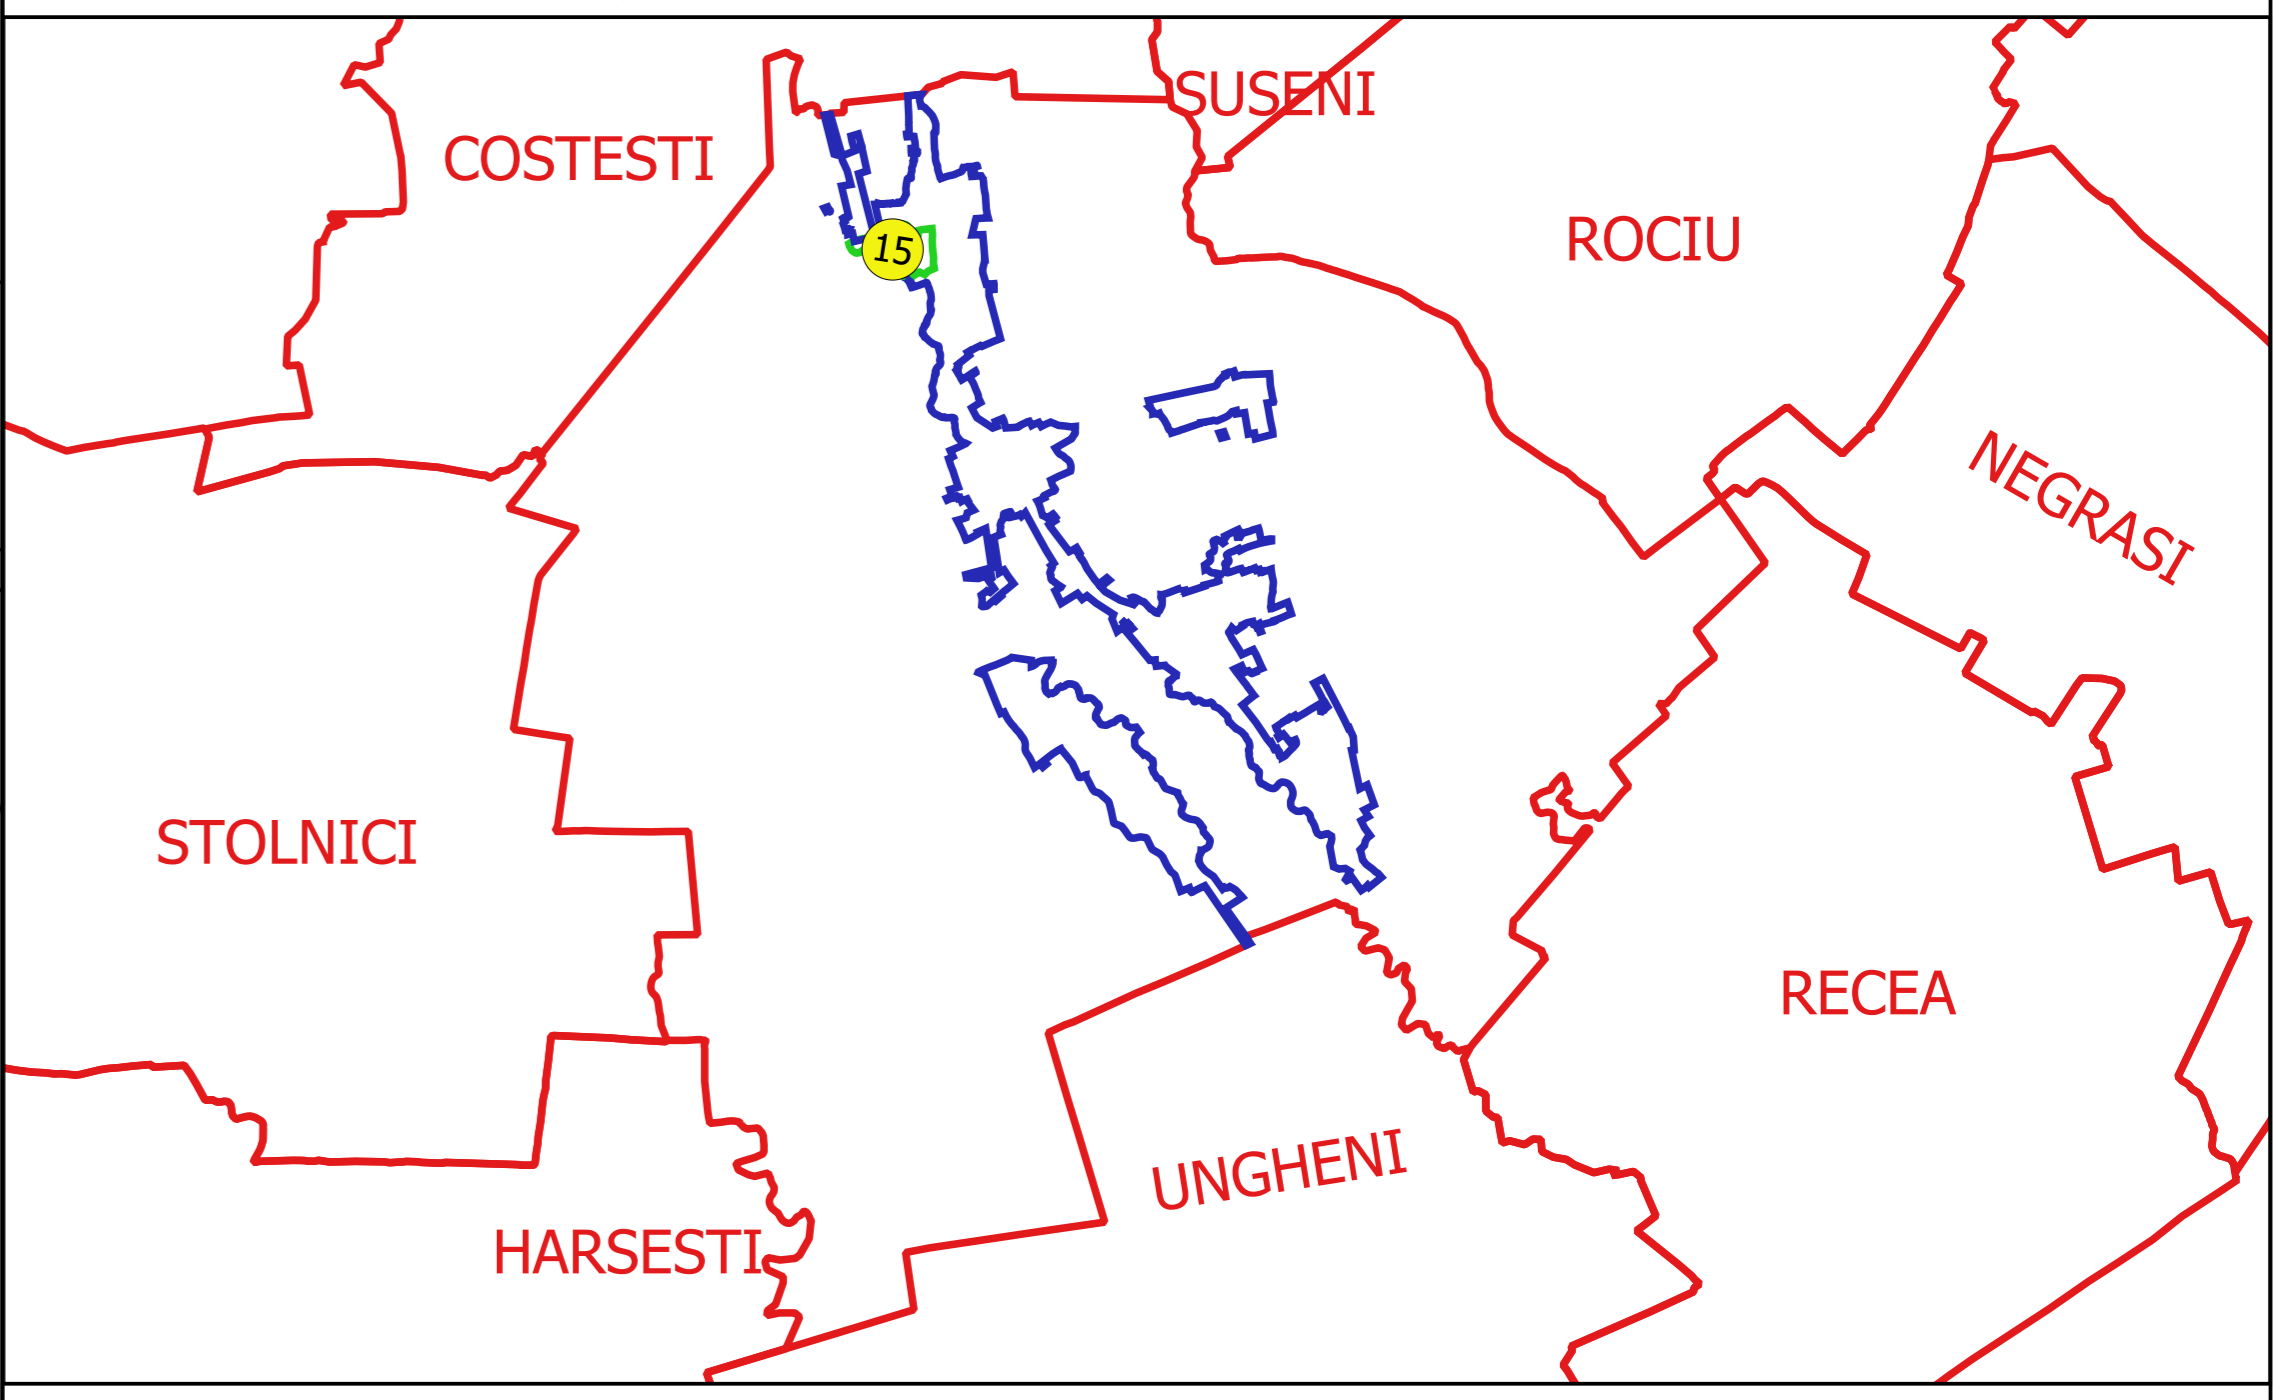 SUSENI
COSTESTI
ROCIU
15
NEGRASI
STOLNICI
RECEA
UNGHENI
HARSESTI